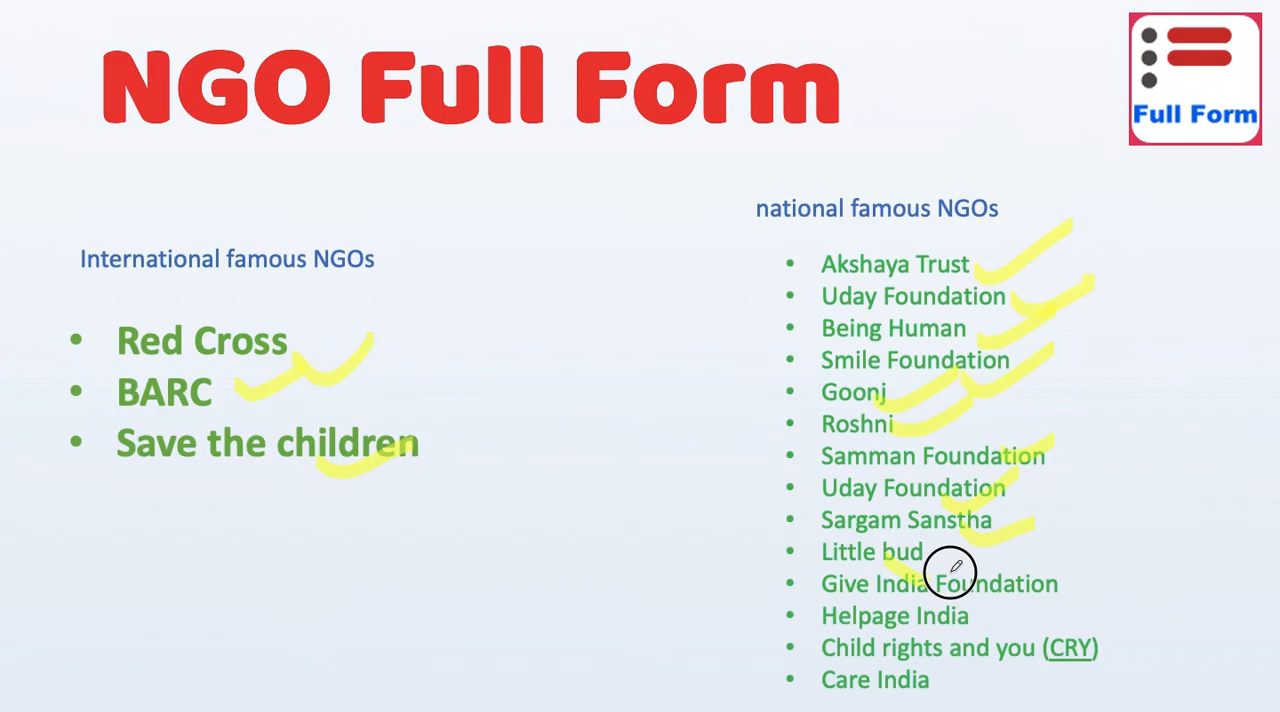 NGO Full Form
Full Form
International famous NGOs
• Red Cross
• BARC
• Save the children
national famous NGOs
• Akshaya Trust
• Uday Foundation
• Being Human
• Smile Foundation
• Goonj
• Roshni
• Samman Foundation
• Uday Foundation
• Sargam Sanstha
• Little bud
• Give India Foundation
• Helpage India
• Child rights and you (CRY)
• Care India